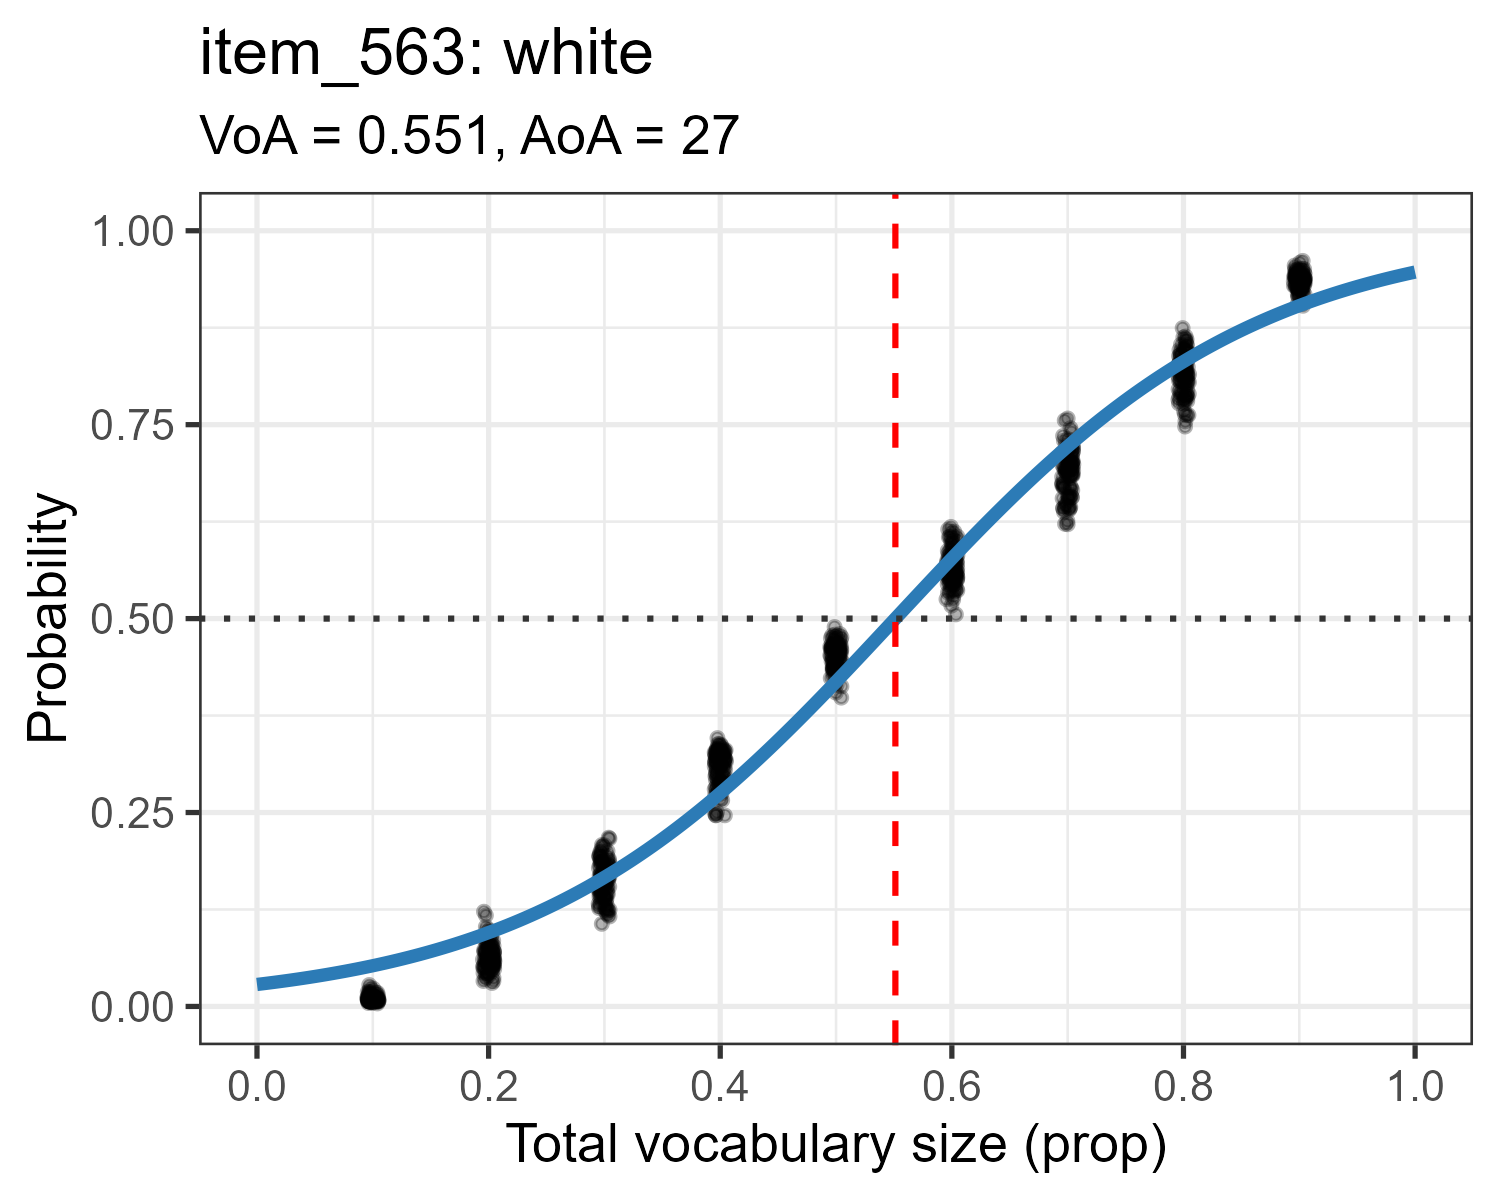 item_563: white
VoA = 0.551, AoA = 27
1.00
0.75
0.50
0.25
0.00
Probability
0.0 0.2 0.4 0.6 0.8 1.0
Total vocabulary size (prop)